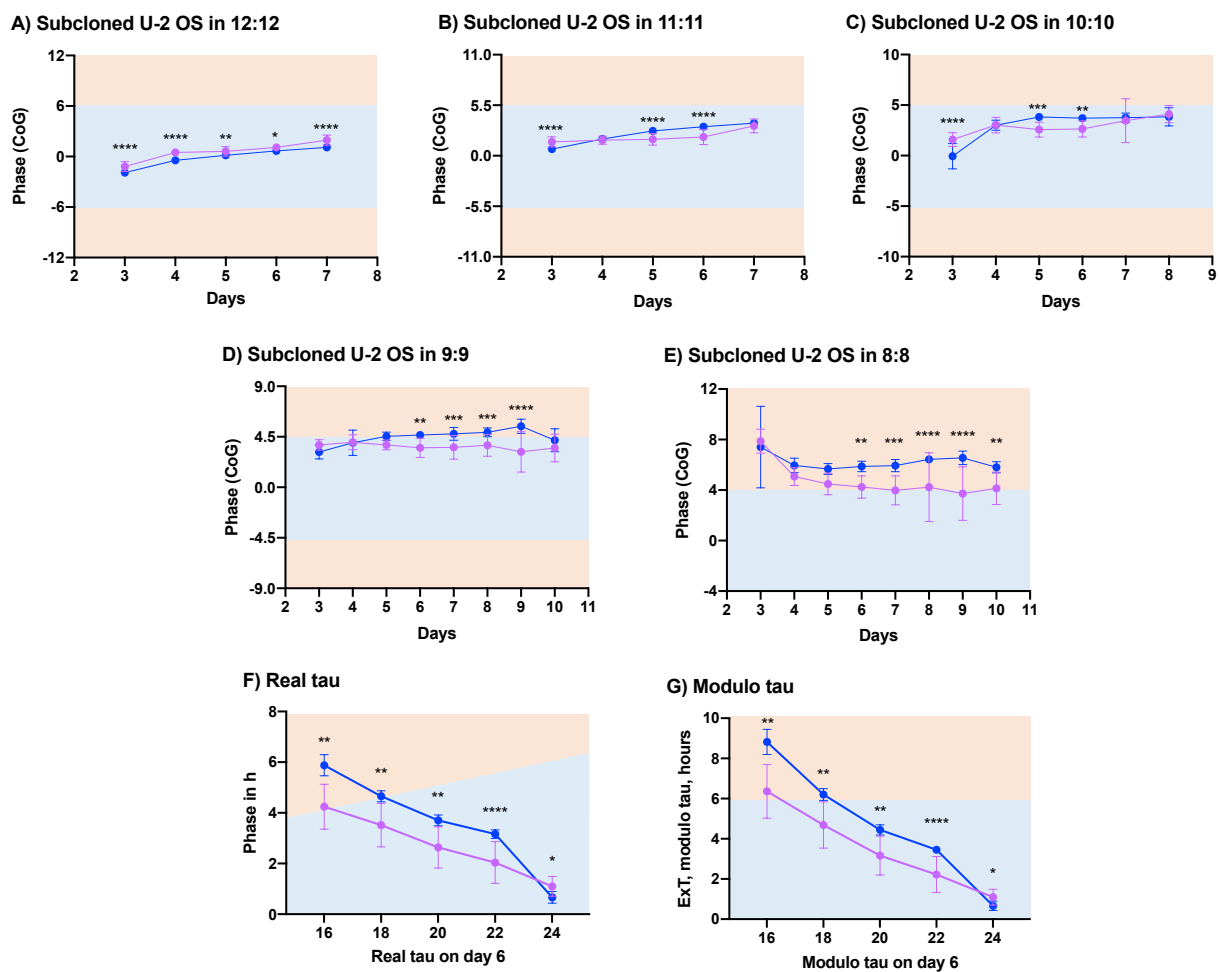 A) Subcloned U-2 OS in 12:12
12
6
0
-6
-12
Phase (CoG)
****
****
**
*
****
2 3 4 5 6 7 8
Days
B) Subcloned U-2 OS in 11:11
11.0
5.5
0.0
-5.5
-11.0
Phase (CoG)
****
****
****
2 3 4 5 6 7 8
Days
C) Subcloned U-2 OS in 10:10
10
5
0
-5
-10
Phase (CoG)
****
***
**
2 3 4 5 6 7 8 9
Days
D) Subcloned U-2 OS in 9:9
9.0
4.5
0.0
-4.5
-9.0
Phase (CoG)
**
***
***
****
2 3 4 5 6 7 8 9 10 11
Days
E) Subcloned U-2 OS in 8:8
12
8
4
0
-4
Phase (CoG)
**
***
****
****
**
2 3 4 5 6 7 8 9 10 11
Days
F) Real tau
8
6
4
2
0
Phase in h
**
**
**
****
*
16 18 20 22 24
Real tau on day 6
G) Modulo tau
10
8
6
4
2
0
ExT, modulo tau, hours
**
**
**
****
*
16 18 20 22 24
Modulo tau on day 6